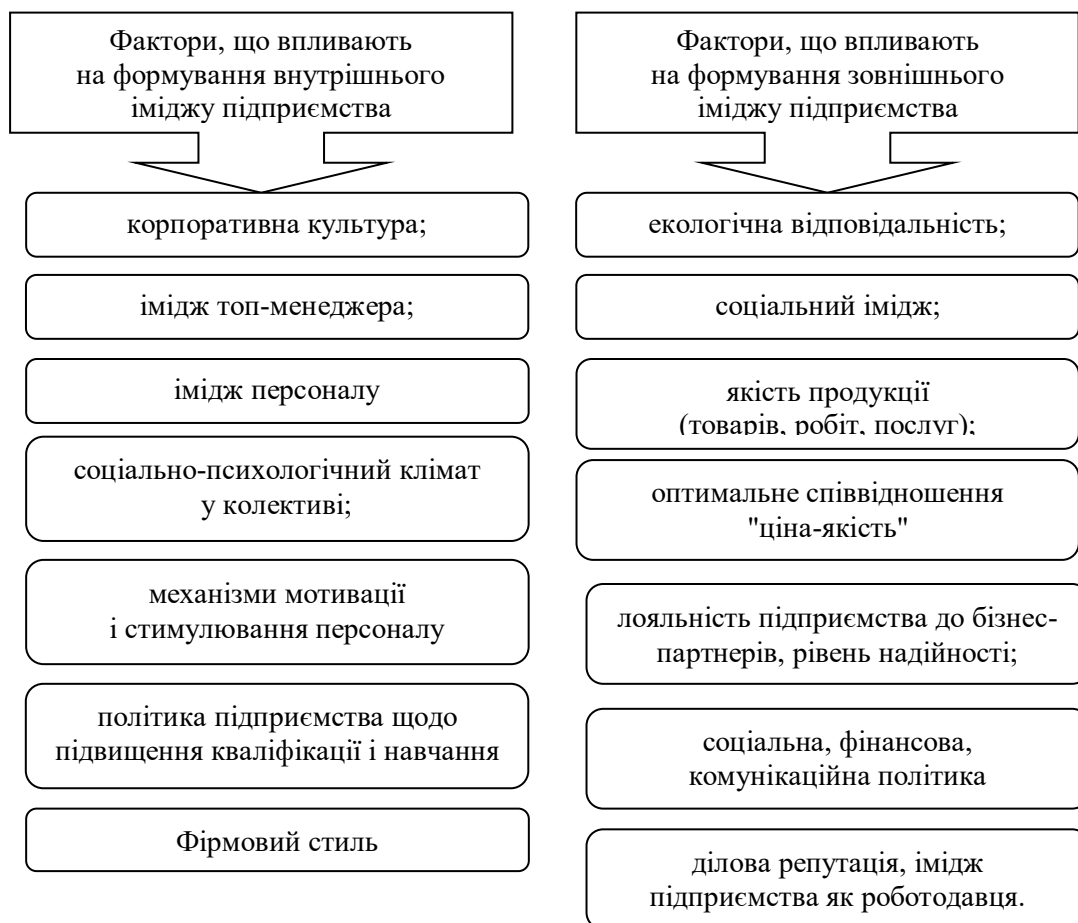 Фактори, що впливають
на формування внутрішнього
іміджу підприємства
корпоративна культура;
імідж топ-менеджера;
імідж персоналу
соціально-психологічний клімат
у колективі;
механізми мотивації
і стимулювання персоналу
політика підприємства щодо
підвищення кваліфікації і навчання
Фірмовий стиль
Фактори, що впливають
на формування зовнішнього
іміджу підприємства
екологічна відповідальність;
соціальний імідж;
якість продукції
(товарів, робіт, послуг);
оптимальне співвідношення
"ціна-якість"
лояльність підприємства до бізнес-
партнерів, рівень надійності;
соціальна, фінансова,
комунікаційна політика
ділова репутація, імідж
підприємства як роботодавця.